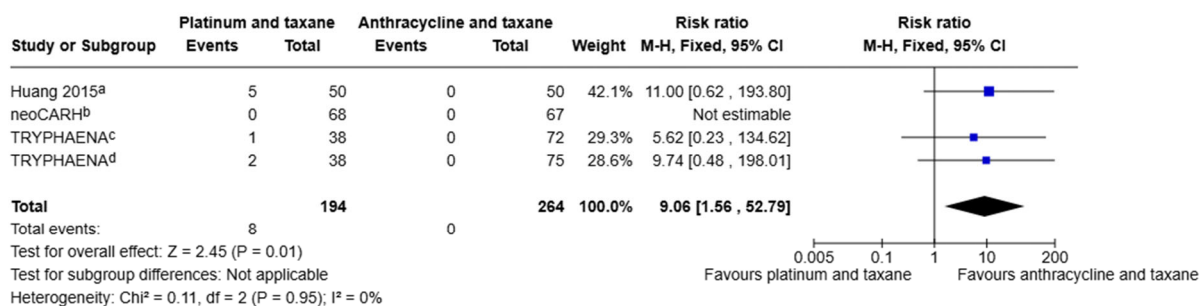 Platinum and taxane Anthracycline and taxane Risk ratio Risk ratio
Study or Subgroup Events Total Events Total Weight M-H, Fixed, 95% CI M-H, Fixed, 95% CI
Huang 2015ᵃ 5 50 0 50 42.1% 11.00 [0.62 , 193.80]
neoCARHᵇ 0 68 0 67 Not estimable
TRYPHAENAᶜ 1 38 0 72 29.3% 5.62 [0.23 , 134.62]
TRYPHAENAᵈ 2 38 0 75 28.6% 9.74 [0.48 , 198.01]
Total 194 264 100.0% 9.06 [1.56 , 52.79]
Total events: 8 0
Test for overall effect: Z = 2.45 (P = 0.01)
Test for subgroup differences: Not applicable
Heterogeneity: Chi² = 0.11, df = 2 (P = 0.95); I² = 0%
0.005 0.1 1 10 200
Favours platinum and taxane Favours anthracycline and taxane